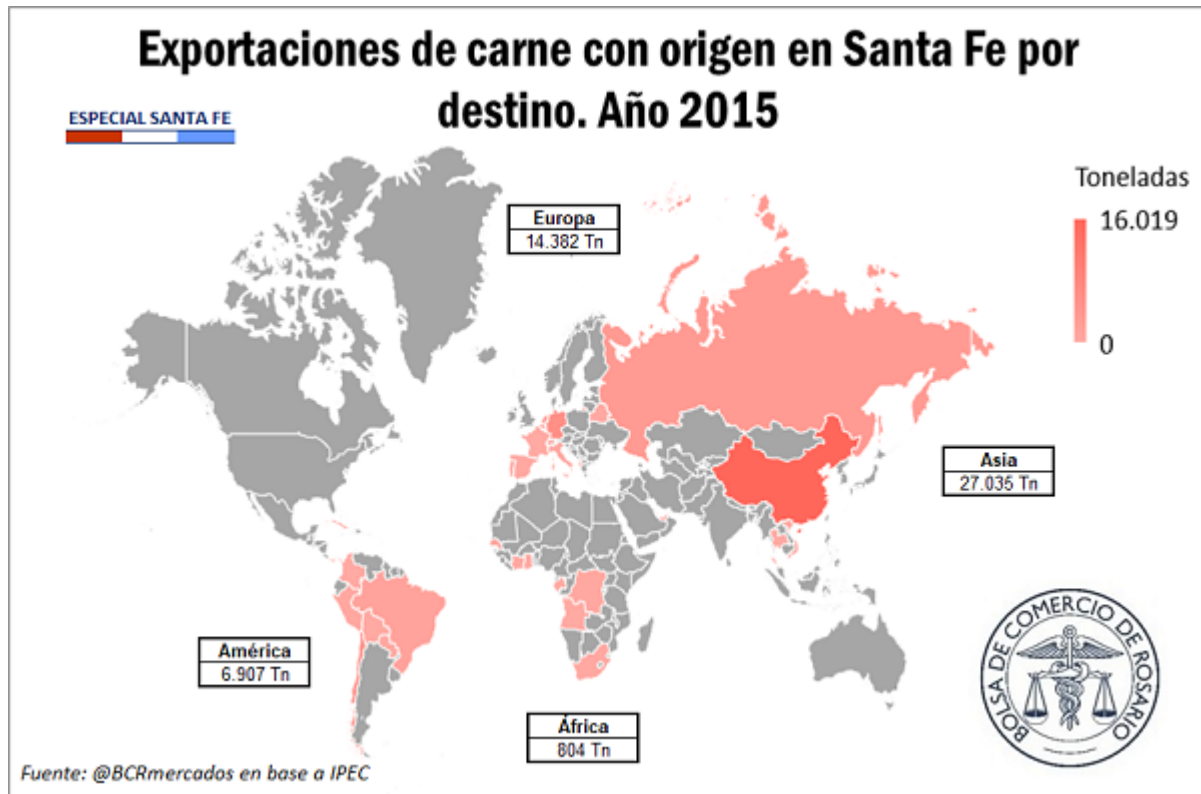 Exportaciones de carne con origen en Santa Fe por
destino. Año 2015
ESPECIAL SANTA FE
Toneladas
16.019
0
Europa
14.382 Tn
Asia
27.035 Tn
América
6.907 Tn
África
804 Tn
BOLSA DE COMERCIO DE ROSARIO
Fuente: @BCRmercados en base a IPEC